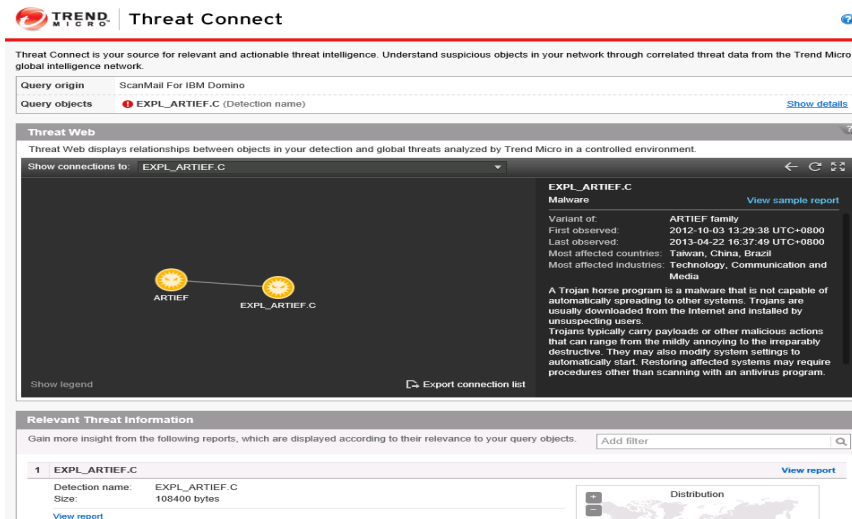 TREND MICRO Threat Connect
Threat Connect is your source for relevant and actionable threat intelligence. Understand suspicious objects in your network through correlated threat data from the Trend Micro
global intelligence network.
Query origin ScanMail For IBM Domino
Query objects EXPL_ARTIEF.C (Detection name) Show details
Threat Web ?
Threat Web displays relationships between objects in your detection and global threats analyzed by Trend Micro in a controlled environment.
Show connections to: EXPL_ARTIEF.C
EXPL_ARTIEF.C
Malware View sample report
Variant of: ARTIEF family
First observed: 2012-10-03 13:29:38 UTC+0800
Last observed: 2013-04-22 16:37:49 UTC+0800
Most affected countries: Taiwan, China, Brazil
Most affected industries: Technology, Communication and
Media
A Trojan horse program is a malware that is not capable of
automatically spreading to other systems. Trojans are
usually downloaded from the Internet and installed by
unsuspecting users.
Trojans typically carry payloads or other malicious actions
that can range from the mildly annoying to the irreparably
destructive. They may also modify system settings to
automatically start. Restoring affected systems may require
procedures other than scanning with an antivirus program.
ARTIEF
EXPL_ARTIEF.C
Show legend Export connection list
Relevant Threat Information
Gain more insight from the following reports, which are displayed according to their relevance to your query objects. Add filter
1 EXPL_ARTIEF.C View report
Detection name: EXPL_ARTIEF.C
Size: 108400 bytes
View report
Distribution